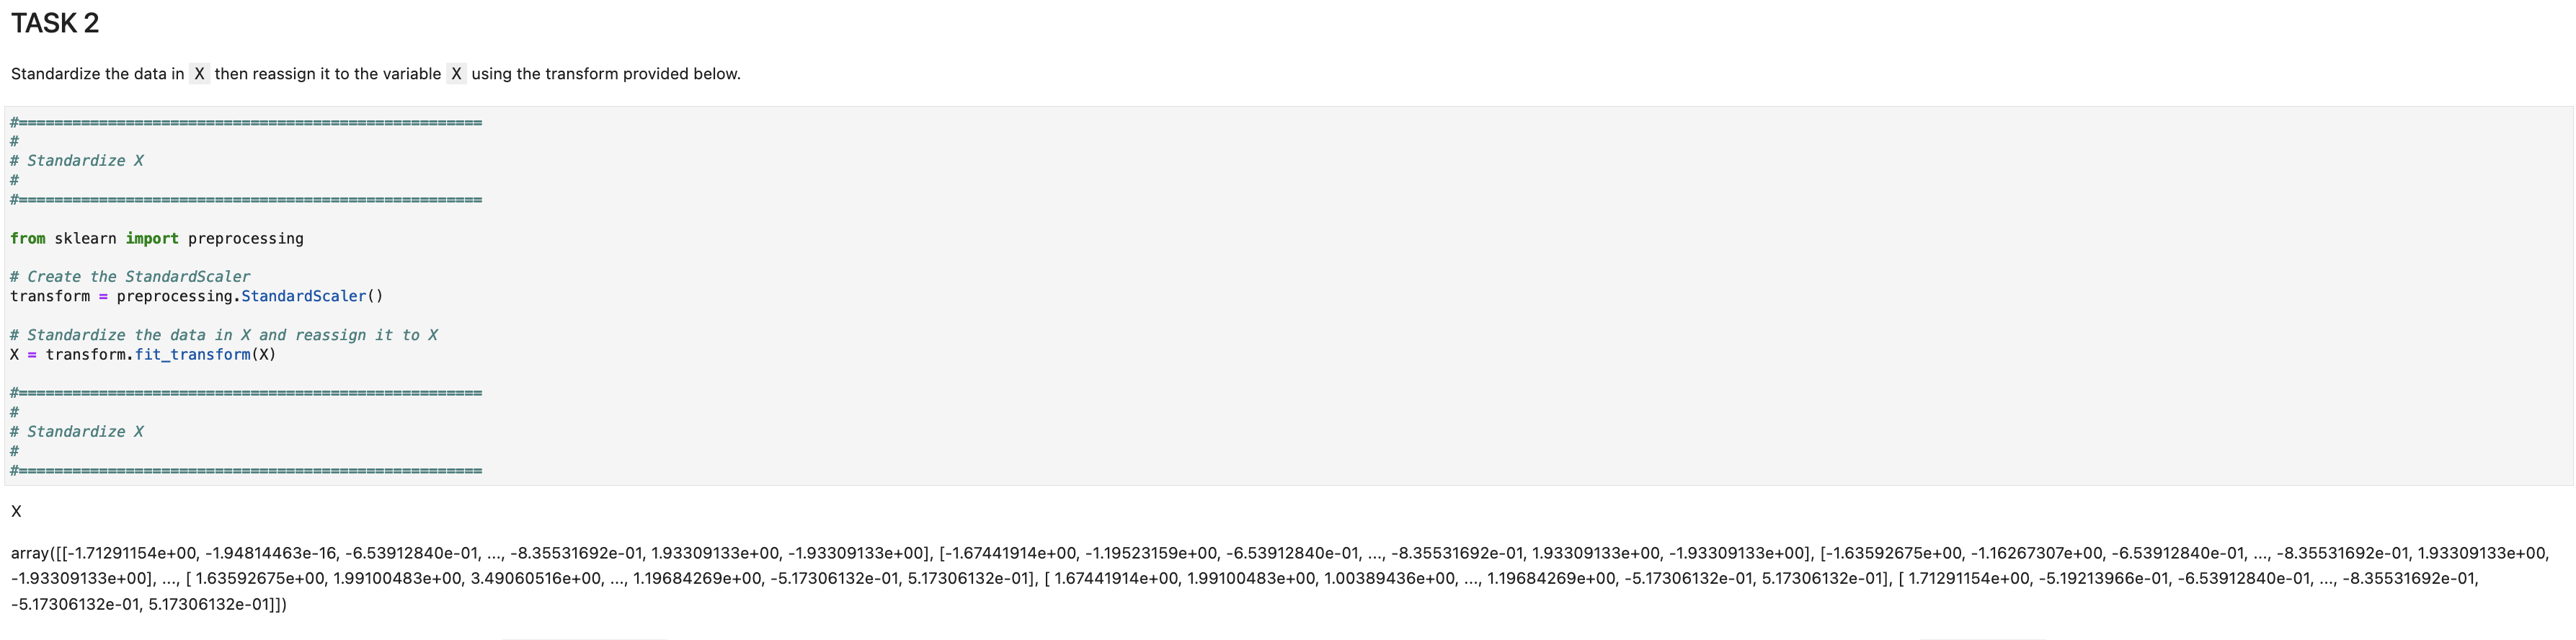 TASK 2
Standardize the data in X then reassign it to the variable X using the transform provided below.
#====================================================
#
# Standardize X
#
#====================================================
from sklearn import preprocessing
# Create the StandardScaler
transform = preprocessing.StandardScaler()
# Standardize the data in X and reassign it to X
X = transform.fit_transform(X)
#====================================================
#
# Standardize X
#
#====================================================
X
array([[-1.71291154e+00, -1.94814463e-16, -6.53912840e-01, ..., -8.35531692e-01, 1.93309133e+00, -1.93309133e+00], [-1.67441914e+00, -1.19523159e+00, -6.53912840e-01, ..., -8.35531692e-01, 1.93309133e+00, -1.93309133e+00], [-1.63592675e+00, -1.16267307e+00, -6.53912840e-01, ..., -8.35531692e-01, 1.93309133e+00,
-1.93309133e+00], ..., [ 1.63592675e+00, 1.99100483e+00, 3.49060516e+00, ..., 1.19684269e+00, -5.17306132e-01, 5.17306132e-01], [ 1.67441914e+00, 1.99100483e+00, 1.00389436e+00, ..., 1.19684269e+00, -5.17306132e-01, 5.17306132e-01], [ 1.71291154e+00, -5.19213966e-01, -6.53912840e-01, ..., -8.35531692e-01,
-5.17306132e-01, 5.17306132e-01]])